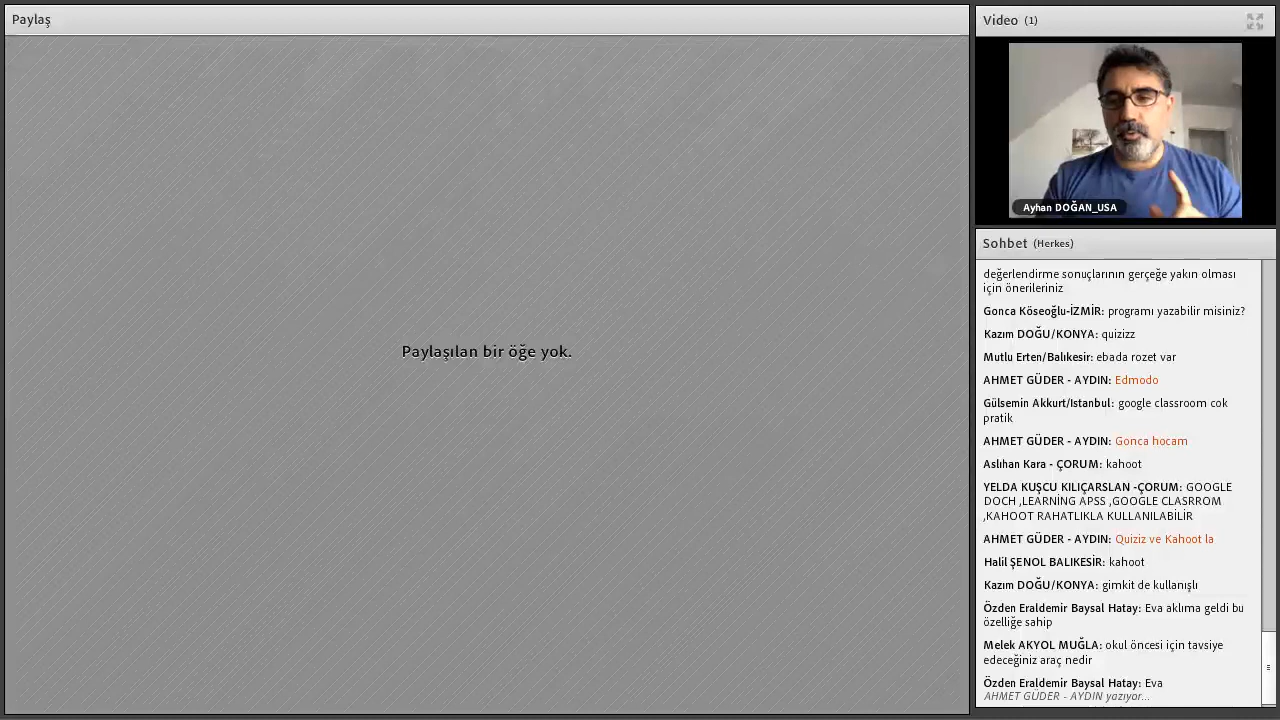 Paylaş
Paylaşılan bir öğe yok.
Video (1)
Ayhan DOĞAN_USA
Sohbet (Herkes)
değerlendirme sonuçlarının gerçeğe yakın olması
için önerileriniz
Gonca Köseoğlu-İZMİR: programı yazabilir misiniz?
Kazım DOĞU/KONYA: quizizz
Mutlu Erten/Balıkesir: ebada rozet var
AHMET GÜDER - AYDIN: Edmodo
Gülsemin Akkurt/Istanbul: google classroom cok
pratik
AHMET GÜDER - AYDIN: Gonca hocam
Aslıhan Kara - ÇORUM: kahoot
YELDA KUŞCU KILIÇARSLAN -ÇORUM: GOOGLE
DOCH ,LEARNİNG APSS ,GOOGLE CLASRROM
,KAHOOT RAHATLIKLA KULLANILABİLİR
AHMET GÜDER - AYDIN: Quiziz ve Kahoot la
Halil ŞENOL BALIKESİR: kahoot
Kazım DOĞU/KONYA: gimkit de kullanışlı
Özden Eraldemir Baysal Hatay: Eva aklıma geldi bu
özelliğe sahip
Melek AKYOL MUĞLA: okul öncesi için tavsiye
edeceğiniz araç nedir
Özden Eraldemir Baysal Hatay: Eva
AHMET GÜDER - AYDIN yazıyor...